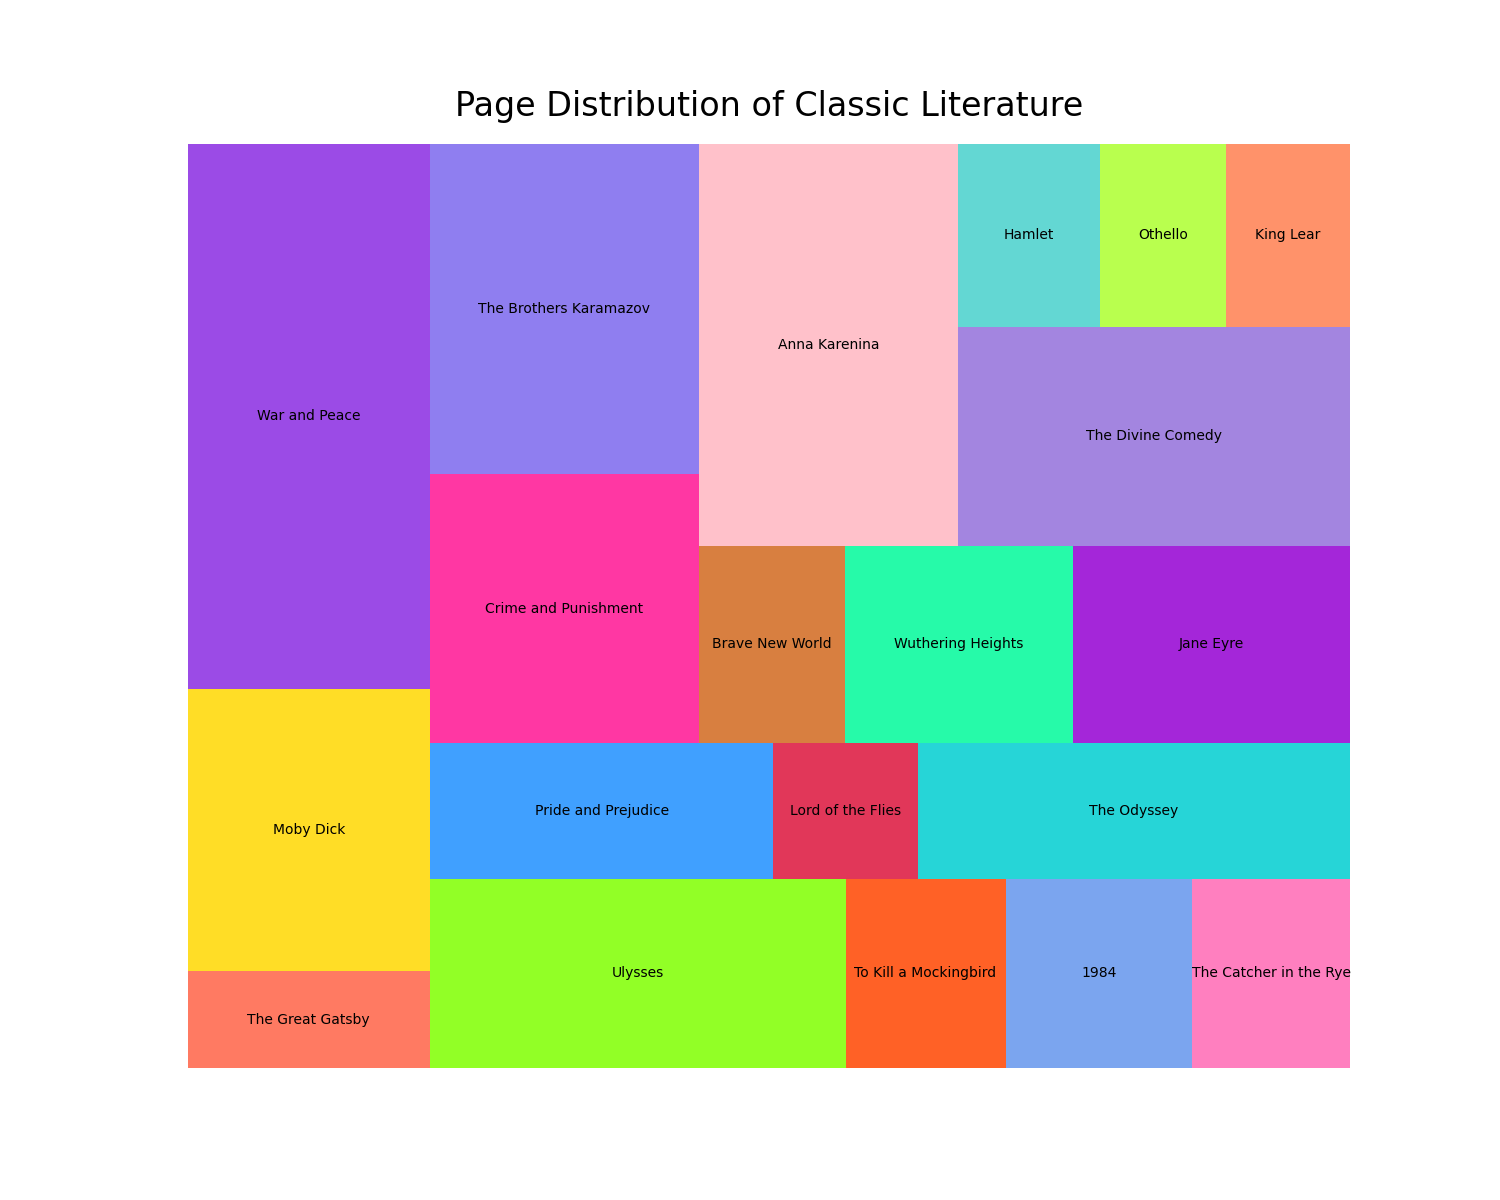 Page Distribution of Classic Literature
Hamlet
Othello
King Lear
The Brothers Karamazov
Anna Karenina
War and Peace
The Divine Comedy
Crime and Punishment
Brave New World
Wuthering Heights
Jane Eyre
Pride and Prejudice
Lord of the Flies
The Odyssey
Moby Dick
Ulysses
To Kill a Mockingbird
1984
The Catcher in the Rye
The Great Gatsby